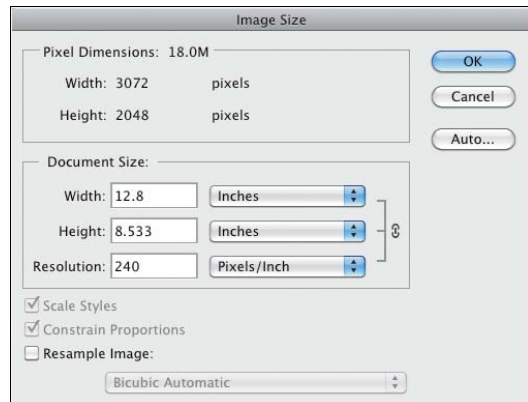 Image Size
Pixel Dimensions: 18.0M
Width: 3072 pixels
Height: 2048 pixels
OK
Cancel
Auto...
Document Size:
Width: 12.8 Inches
Height: 8.533 Inches
Resolution: 240 Pixels/Inch
Scale Styles
Constrain Proportions
Resample Image:
Bicubic Automatic